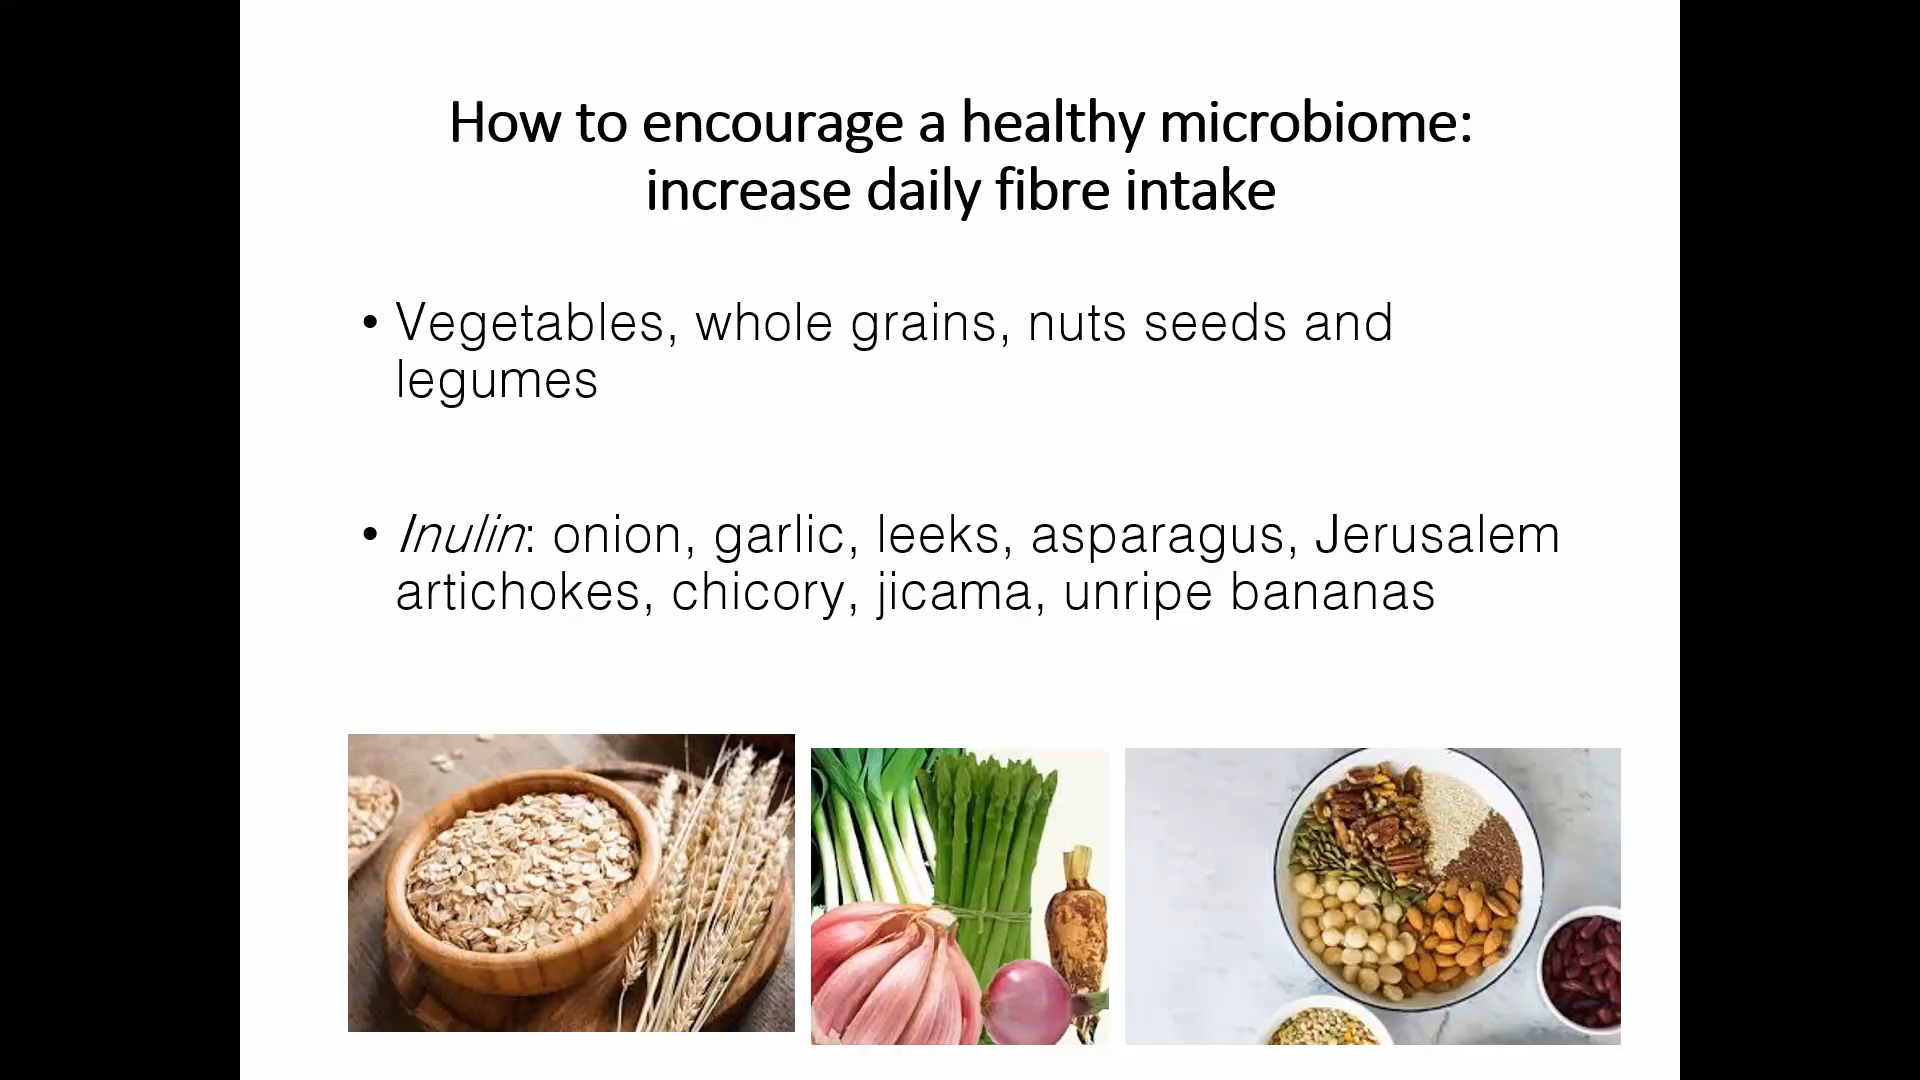 How to encourage a healthy microbiome:
increase daily fibre intake
• Vegetables, whole grains, nuts seeds and
legumes
• Inulin: onion, garlic, leeks, asparagus, Jerusalem
artichokes, chicory, jicama, unripe bananas